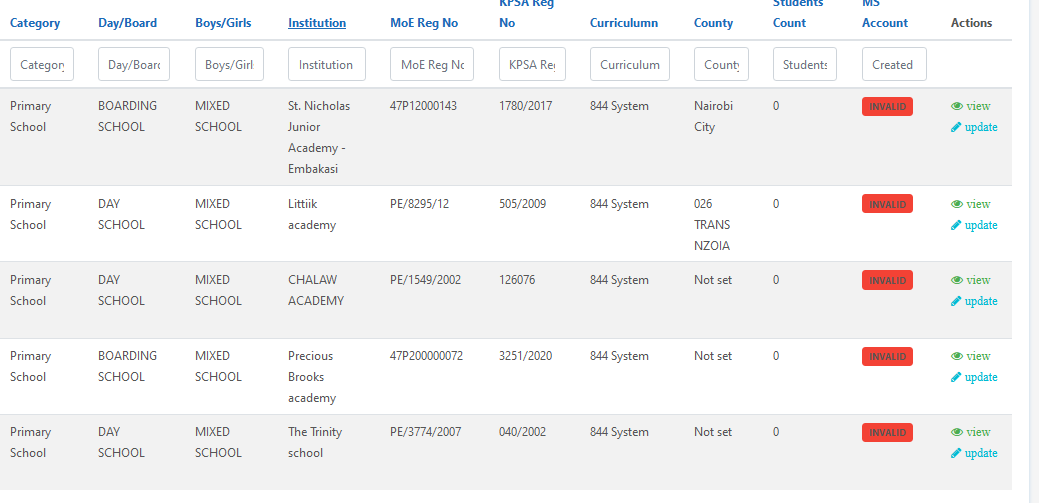 KPSA Reg Students MS
Category Day/Board Boys/Girls Institution MoE Reg No No Curriculumn County Count Account Actions
Category Day/Board Boys/Girl Institution MoE Reg No KPSA Reg Curriculumn County Students Created
Primary BOARDING MIXED St. Nicholas 47P12000143 1780/2017 844 System Nairobi 0 INVALID view
School SCHOOL SCHOOL Junior City update
Academy -
Embakasi
Primary DAY MIXED Littiik PE/8295/12 505/2009 844 System 026 0 INVALID view
School SCHOOL SCHOOL academy TRANS update
NZOIA
Primary DAY MIXED CHALAW PE/1549/2002 126076 844 System Not set 0 INVALID view
School SCHOOL SCHOOL ACADEMY update
Primary BOARDING MIXED Precious 47P200000072 3251/2020 844 System Not set 0 INVALID view
School SCHOOL SCHOOL Brooks update
academy
Primary DAY MIXED The Trinity PE/3774/2007 040/2002 844 System Not set 0 INVALID view
School SCHOOL SCHOOL school update